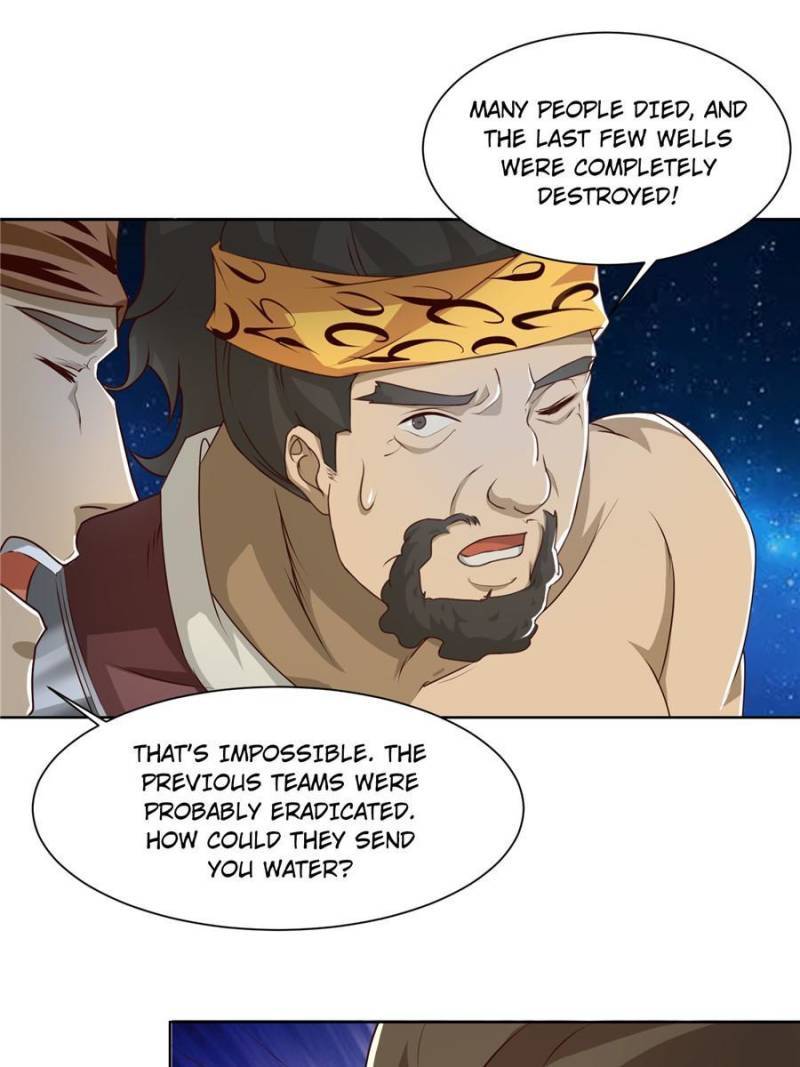 MANY PEOPLE DIED, AND
THE LAST FEW WELLS
WERE COMPLETELY
DESTROYED!
THAT'S IMPOSSIBLE. THE
PREVIOUS TEAMS WERE
PROBABLY ERADICATED.
HOW COULD THEY SEND
YOU WATER?